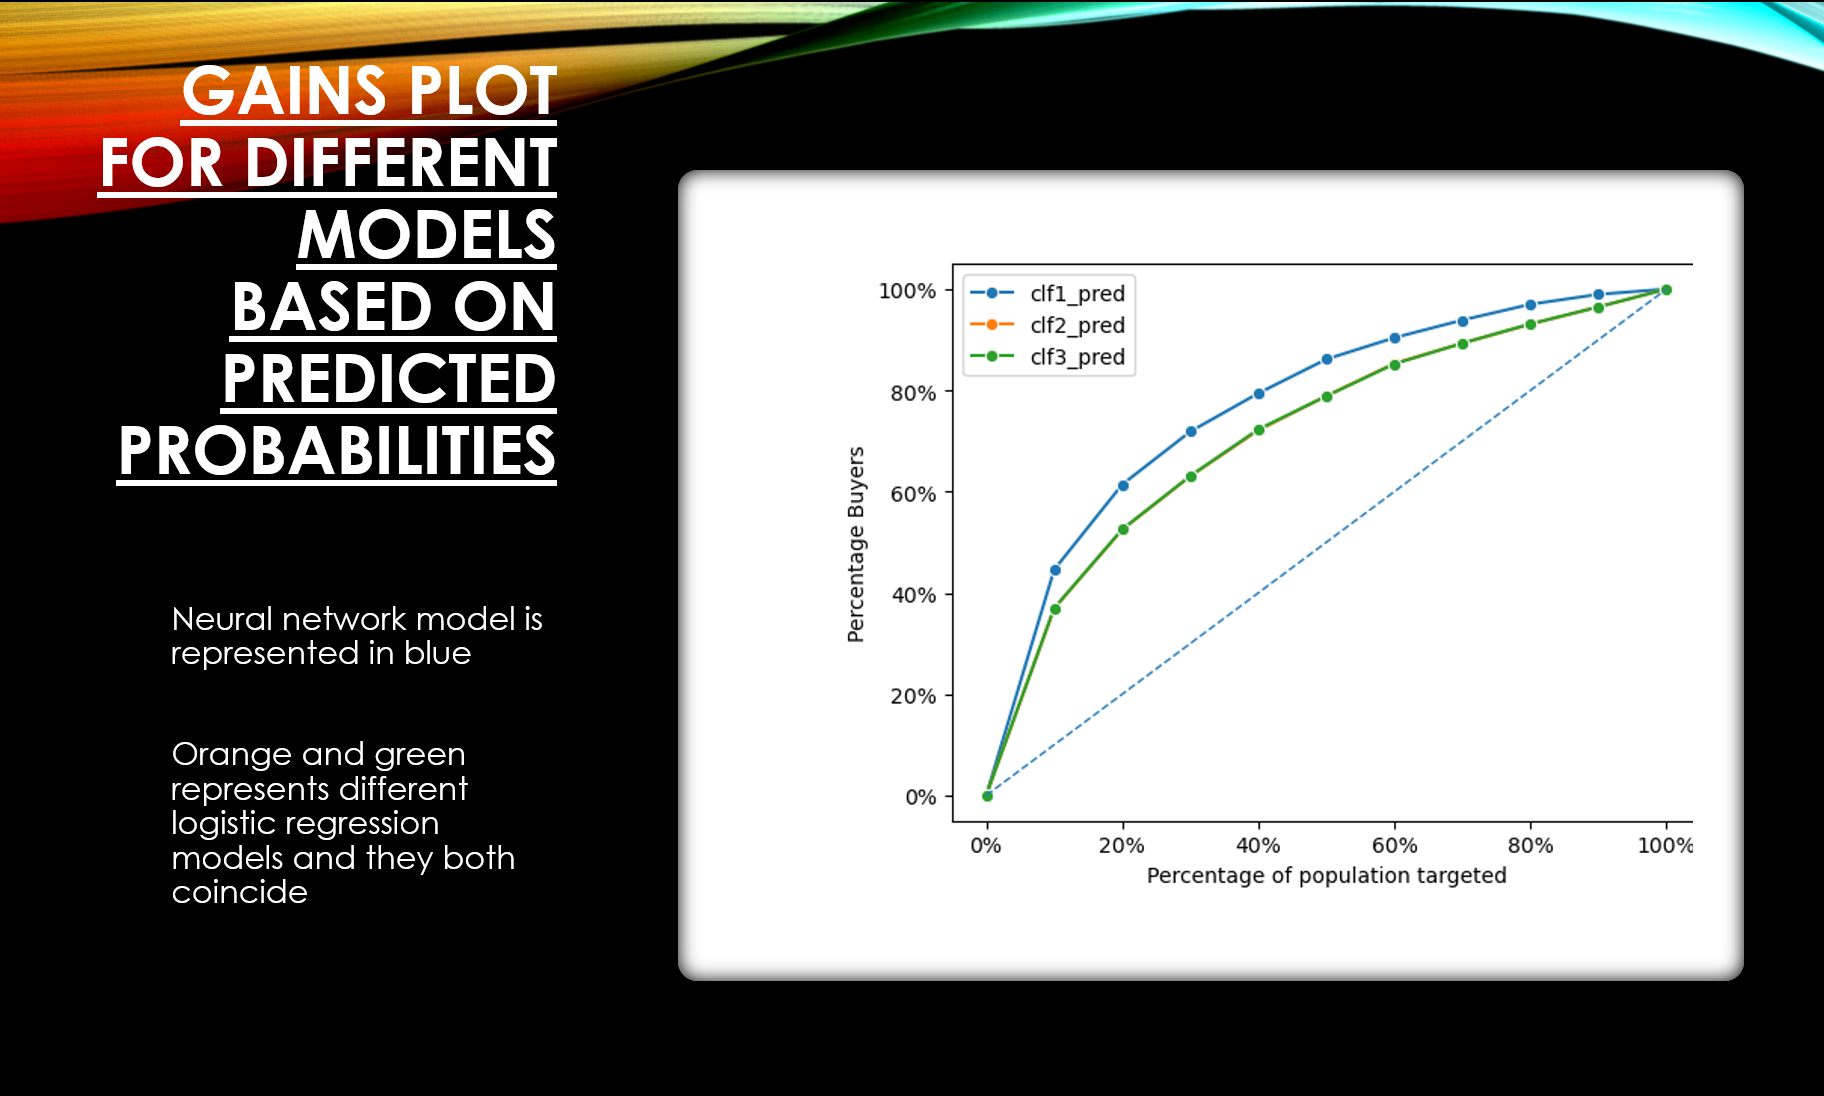 GAINS PLOT
FOR DIFFERENT
MODELS
BASED ON
PREDICTED
PROBABILITIES
Neural network model is
represented in blue
Orange and green
represents different
logistic regression
models and they both
coincide
clf1_pred
clf2_pred
clf3_pred
100%
80%
60%
40%
20%
0%
Percentage Buyers
0% 20% 40% 60% 80% 100%
Percentage of population targeted